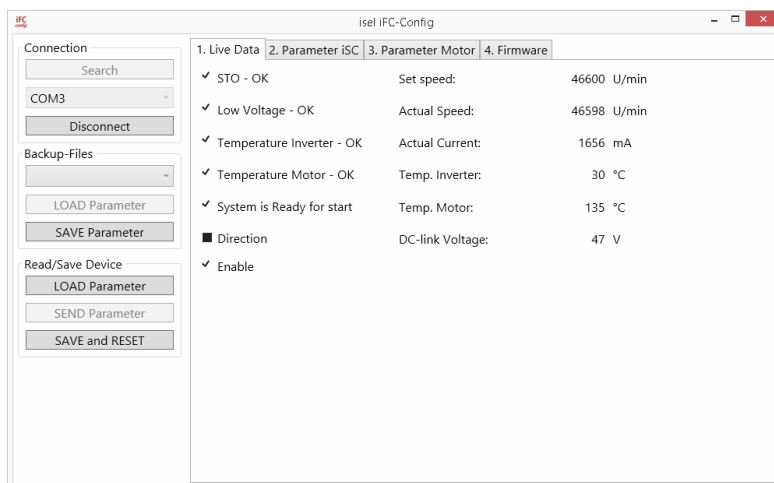 iFC
config
isel iFC-Config
Connection
Search
COM3
Disconnect
Backup-Files
LOAD Parameter
SAVE Parameter
Read/Save Device
LOAD Parameter
SEND Parameter
SAVE and RESET
1. Live Data 2. Parameter iSC 3. Parameter Motor 4. Firmware
STO - OK Set speed: 46600 U/min
Low Voltage - OK Actual Speed: 46598 U/min
Temperature Inverter - OK Actual Current: 1656 mA
Temperature Motor - OK Temp. Inverter: 30 °C
System is Ready for start Temp. Motor: 135 °C
Direction DC-link Voltage: 47 V
Enable